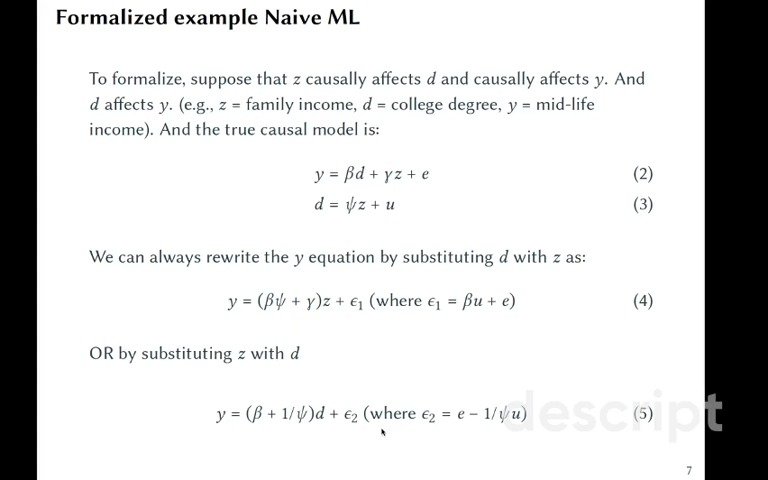 Formalized example Naive ML
To formalize, suppose that z causally affects d and causally affects y. And
d affects y. (e.g., z = family income, d = college degree, y = mid-life
income). And the true causal model is:
y = βd + γz + e (2)
d = ψz + u (3)
We can always rewrite the y equation by substituting d with z as:
y = (βψ + γ)z + ϵ₁ (where ϵ₁ = βu + e) (4)
OR by substituting z with d
y = (β + 1/ψ)d + ϵ₂ (where ϵ₂ = e − 1/ψu) (5)
descript
7